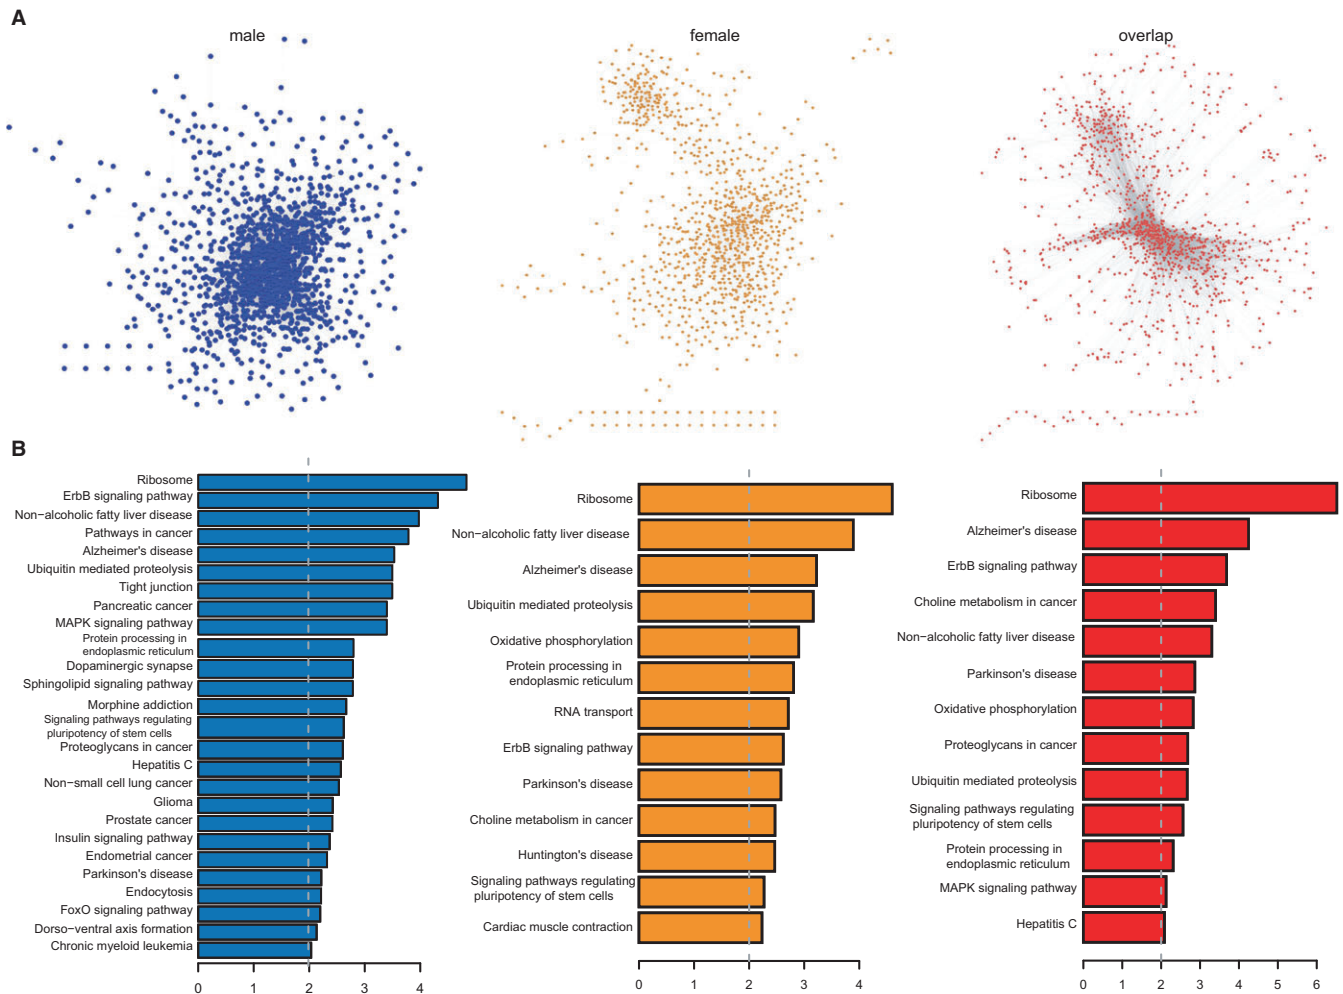 A
male
female
overlap
B
Ribosome
ErbB signaling pathway
Non−alcoholic fatty liver disease
Pathways in cancer
Alzheimer's disease
Ubiquitin mediated proteolysis
Tight junction
Pancreatic cancer
MAPK signaling pathway
Protein processing in
endoplasmic reticulum
Dopaminergic synapse
Sphingolipid signaling pathway
Morphine addiction
Signaling pathways regulating
pluripotency of stem cells
Proteoglycans in cancer
Hepatitis C
Non−small cell lung cancer
Glioma
Prostate cancer
Insulin signaling pathway
Endometrial cancer
Parkinson's disease
Endocytosis
FoxO signaling pathway
Dorso−ventral axis formation
Chronic myeloid leukemia
0 1 2 3 4
Ribosome
Non−alcoholic fatty liver disease
Alzheimer's disease
Ubiquitin mediated proteolysis
Oxidative phosphorylation
Protein processing in
endoplasmic reticulum
RNA transport
ErbB signaling pathway
Parkinson's disease
Choline metabolism in cancer
Huntington's disease
Signaling pathways regulating
pluripotency of stem cells
Cardiac muscle contraction
0 1 2 3 4
Ribosome
Alzheimer's disease
ErbB signaling pathway
Choline metabolism in cancer
Non−alcoholic fatty liver disease
Parkinson's disease
Oxidative phosphorylation
Proteoglycans in cancer
Ubiquitin mediated proteolysis
Signaling pathways regulating
pluripotency of stem cells
Protein processing in
endoplasmic reticulum
MAPK signaling pathway
Hepatitis C
0 1 2 3 4 5 6